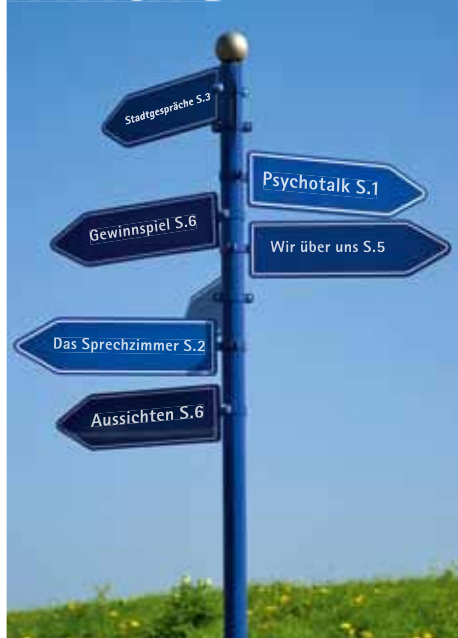 Stadtgespräche S.3
Psychotalk S.1
Gewinnspiel S.6
Wir über uns S.5
Das Sprechzimmer S.2
Aussichten S.6